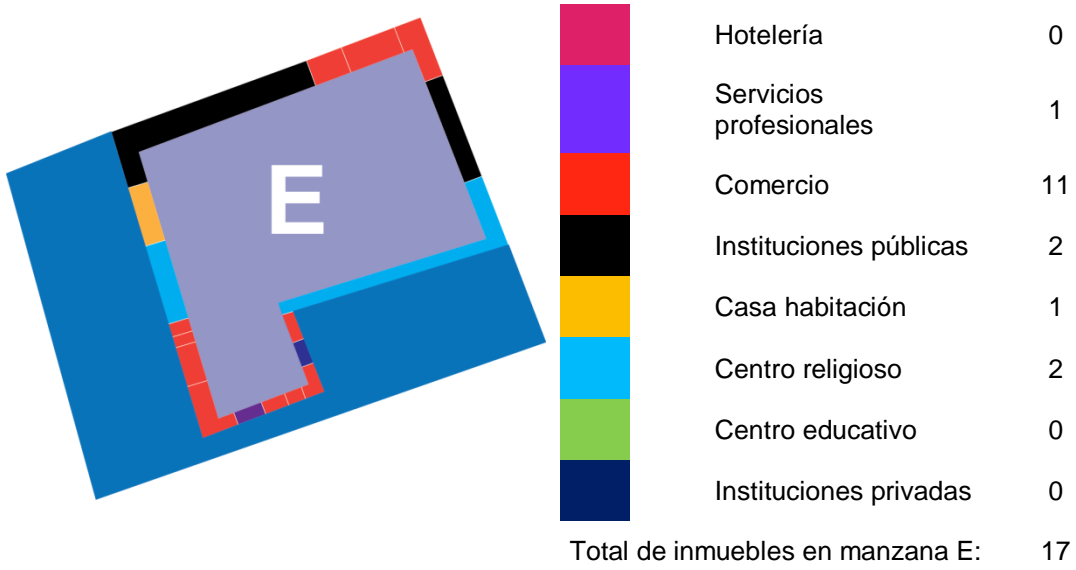 E
Hotelería 0
Servicios
profesionales 1
Comercio 11
Instituciones públicas 2
Casa habitación 1
Centro religioso 2
Centro educativo 0
Instituciones privadas 0
Total de inmuebles en manzana E: 17